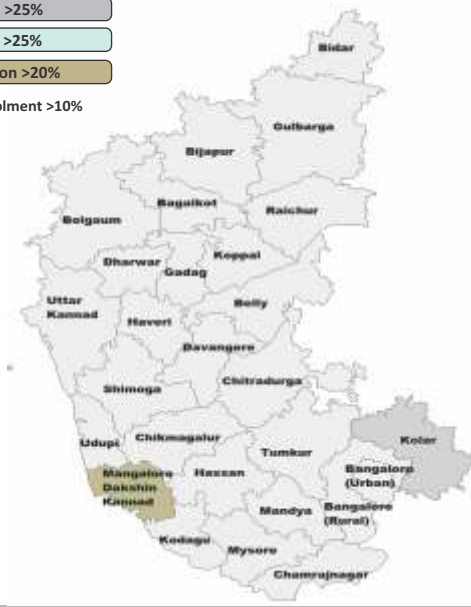 >25%
>25%
on >20%
olment >10%
Bidar
Gulbarga
Bijapur
Bagalkot
Raichur
Belgaum
Koppal
Dharwar
Gadag
Uttar
Kannad
Belly
Haveri
Davangere
Chitradurga
Shimoga
Kolar
Udupi
Chikmagalur
Tumkur
Bangalore
(Urban)
Mangalore
Dakshin
Kannad
Hassan
Mandya
Bangalore
(Rural)
Kodagu
Mysore
Chamrajnagar